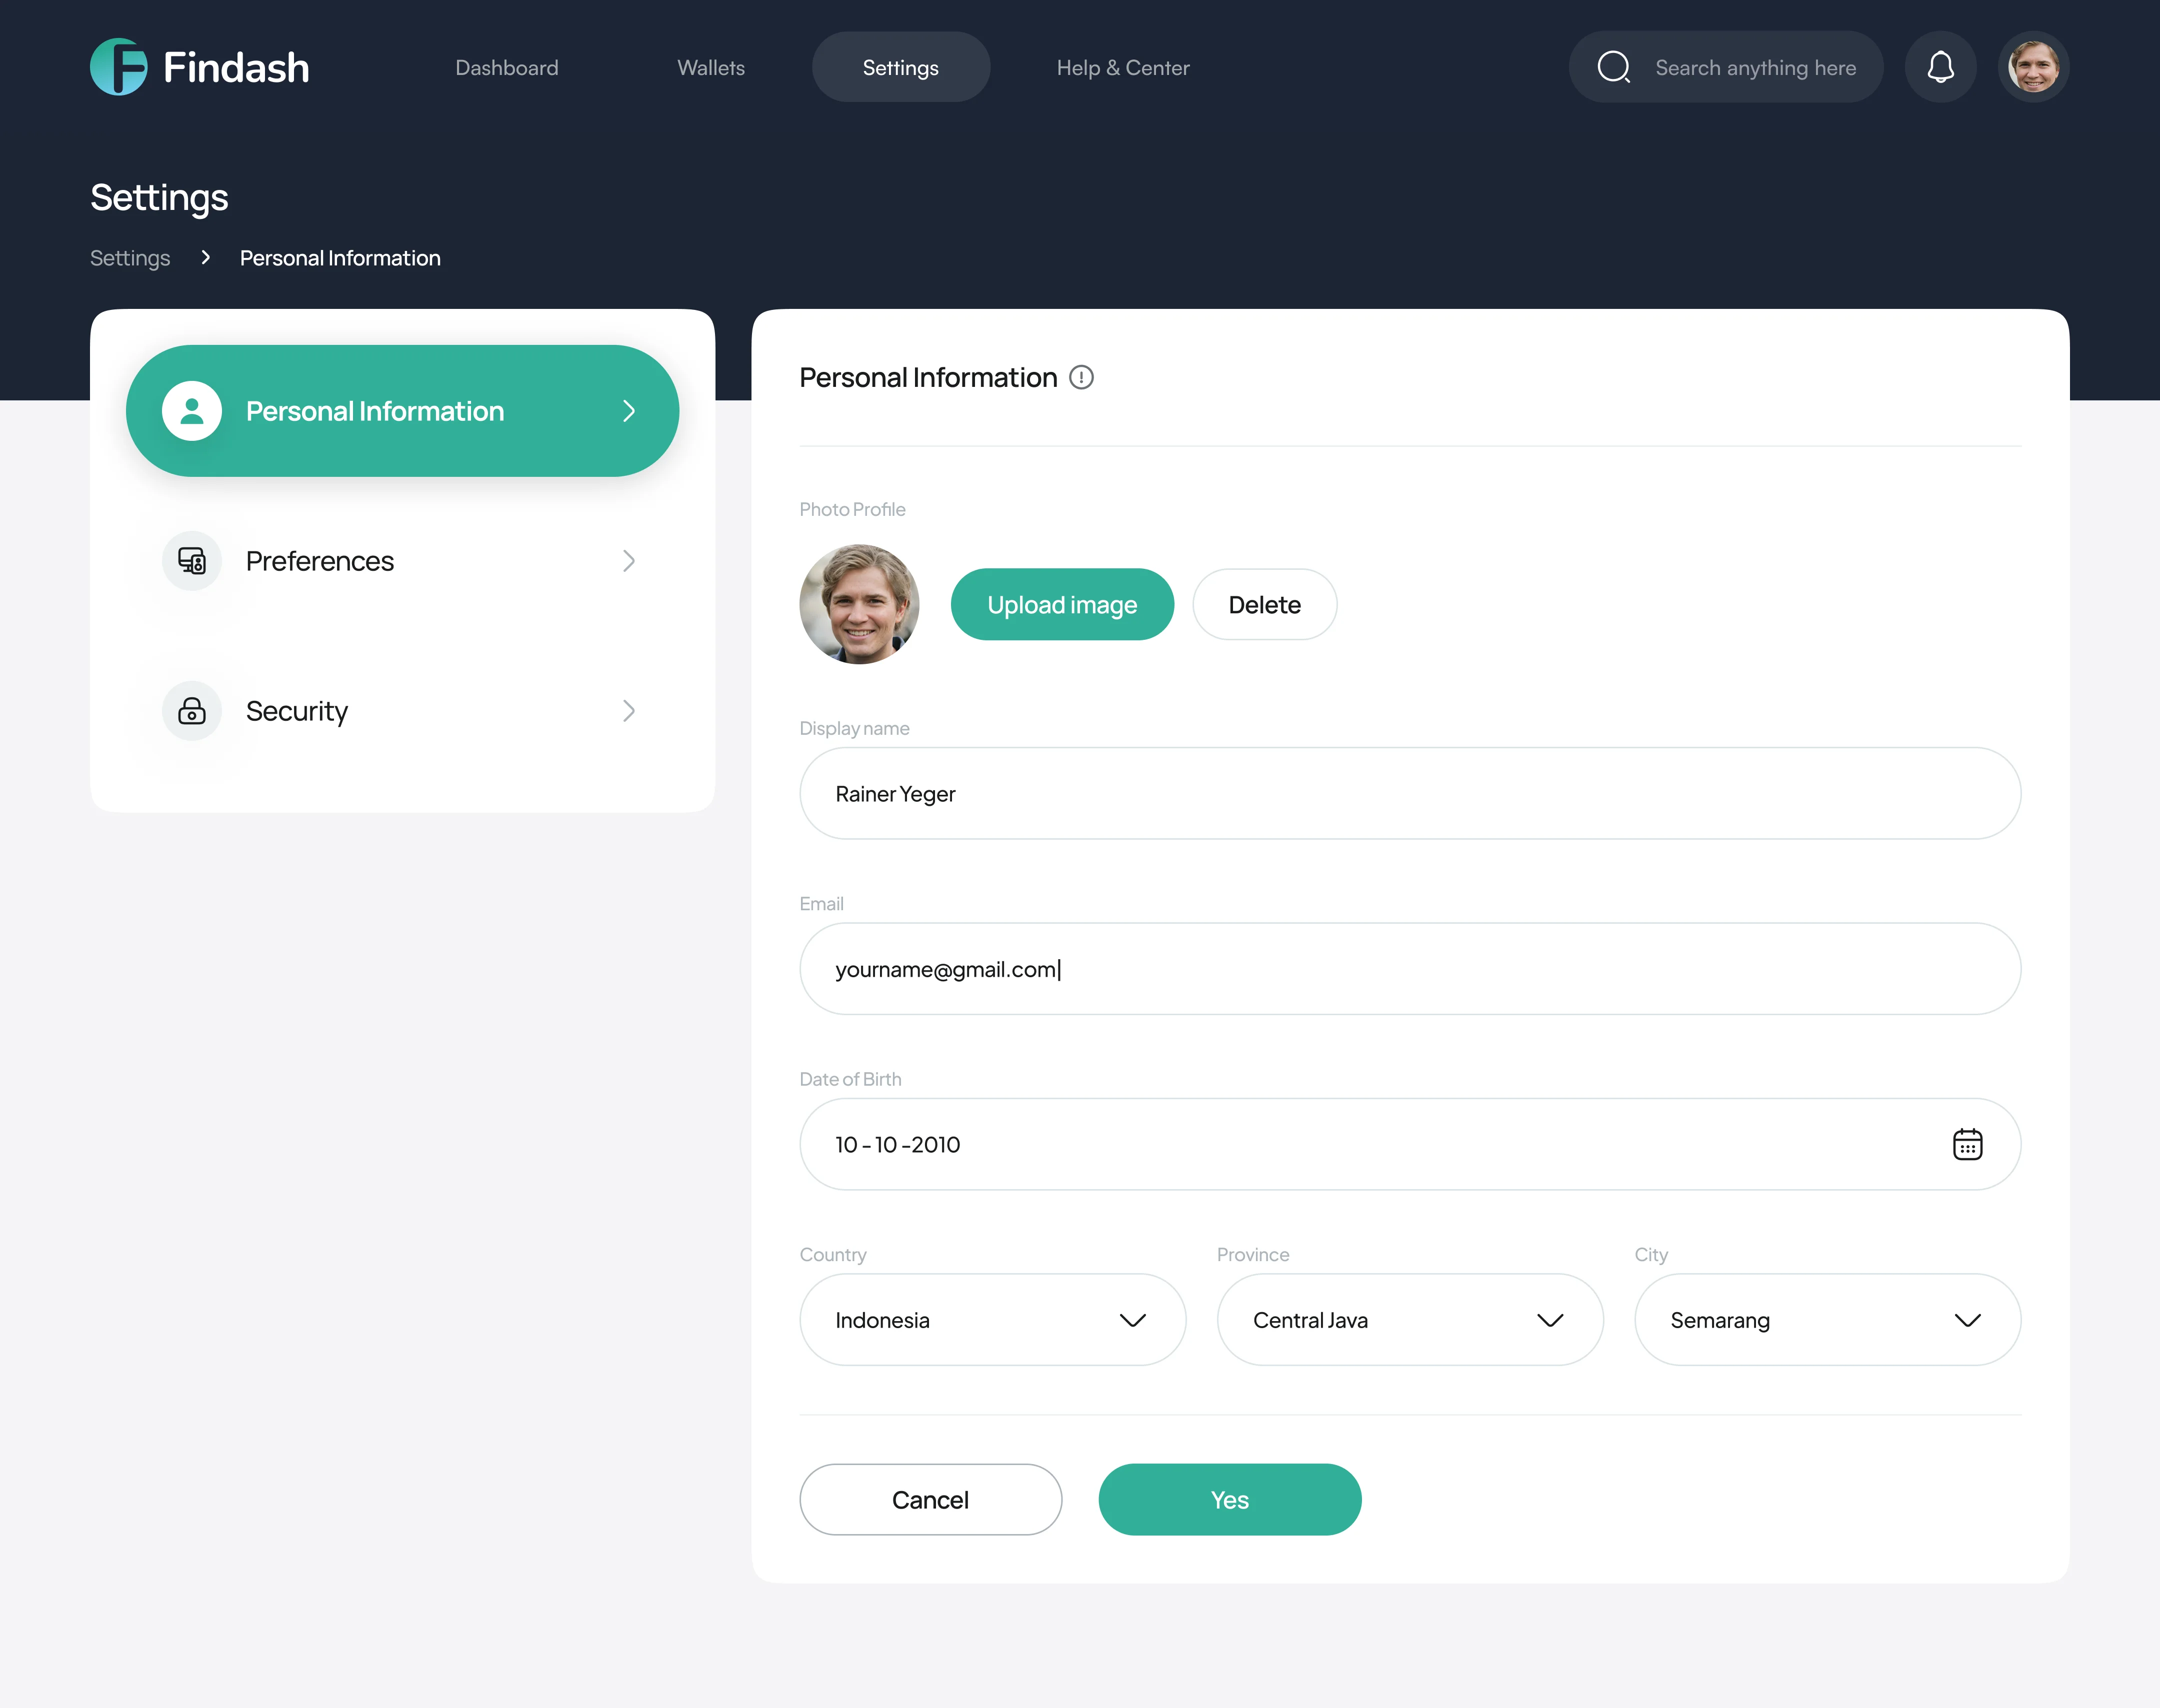 Findash
Dashboard
Wallets
Settings
Help & Center
Search anything here
Settings
Settings
Personal Information
Personal Information
Preferences
Security
Personal Information
Photo Profile
Upload image
Delete
Display name
Rainer Yeger
Email
yourname@gmail.com
Date of Birth
10 - 10 -2010
Country
Province
City
Indonesia
Central Java
Semarang
Cancel
Yes